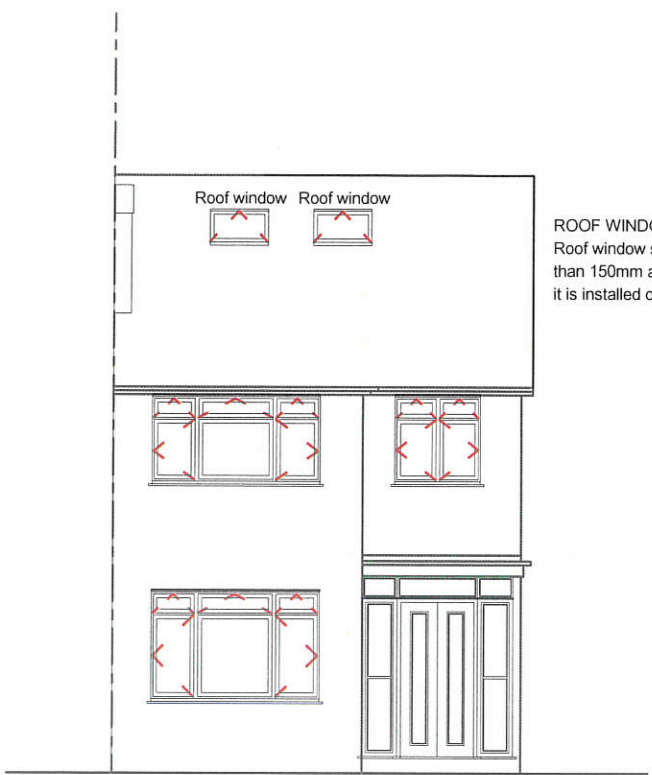 Roof window Roof window
ROOF WINDO
Roof window s
than 150mm a
it is installed o